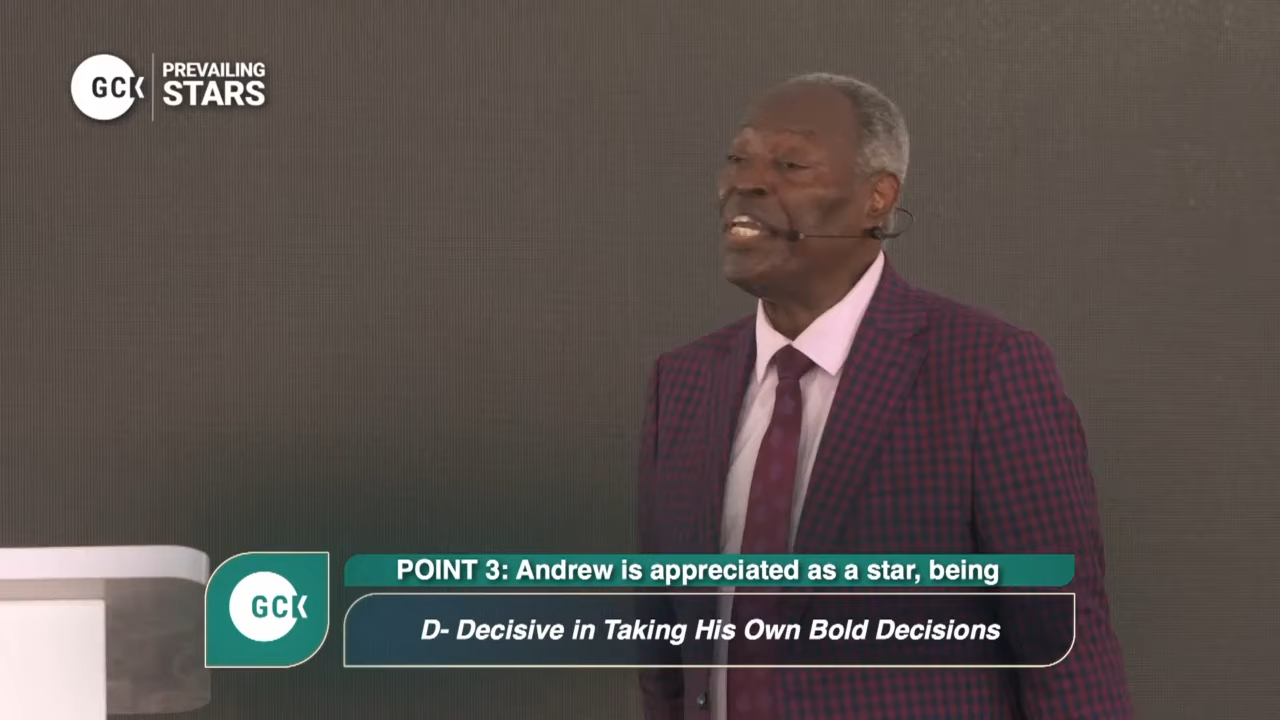 GCK
PREVAILING
STARS
POINT 3: Andrew is appreciated as a star, being
GCK
D- Decisive in Taking His Own Bold Decisions